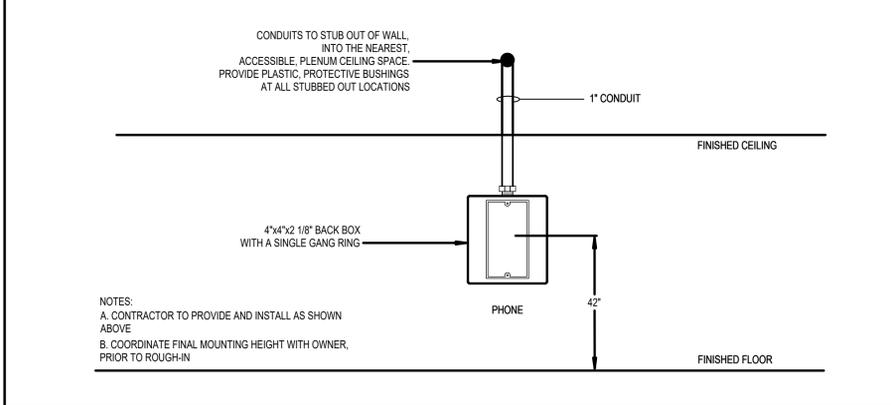 CONDUITS TO STUB OUT OF WALL,
INTO THE NEAREST,
ACCESSIBLE, PLENUM CEILING SPACE.
PROVIDE PLASTIC, PROTECTIVE BUSHINGS
AT ALL STUBBED OUT LOCATIONS
1" CONDUIT
FINISHED CEILING
4"x4"x2 1/8" BACK BOX
WITH A SINGLE GANG RING
42"
PHONE
NOTES:
A. CONTRACTOR TO PROVIDE AND INSTALL AS SHOWN
ABOVE
B. COORDINATE FINAL MOUNTING HEIGHT WITH OWNER,
PRIOR TO ROUGH-IN
FINISHED FLOOR